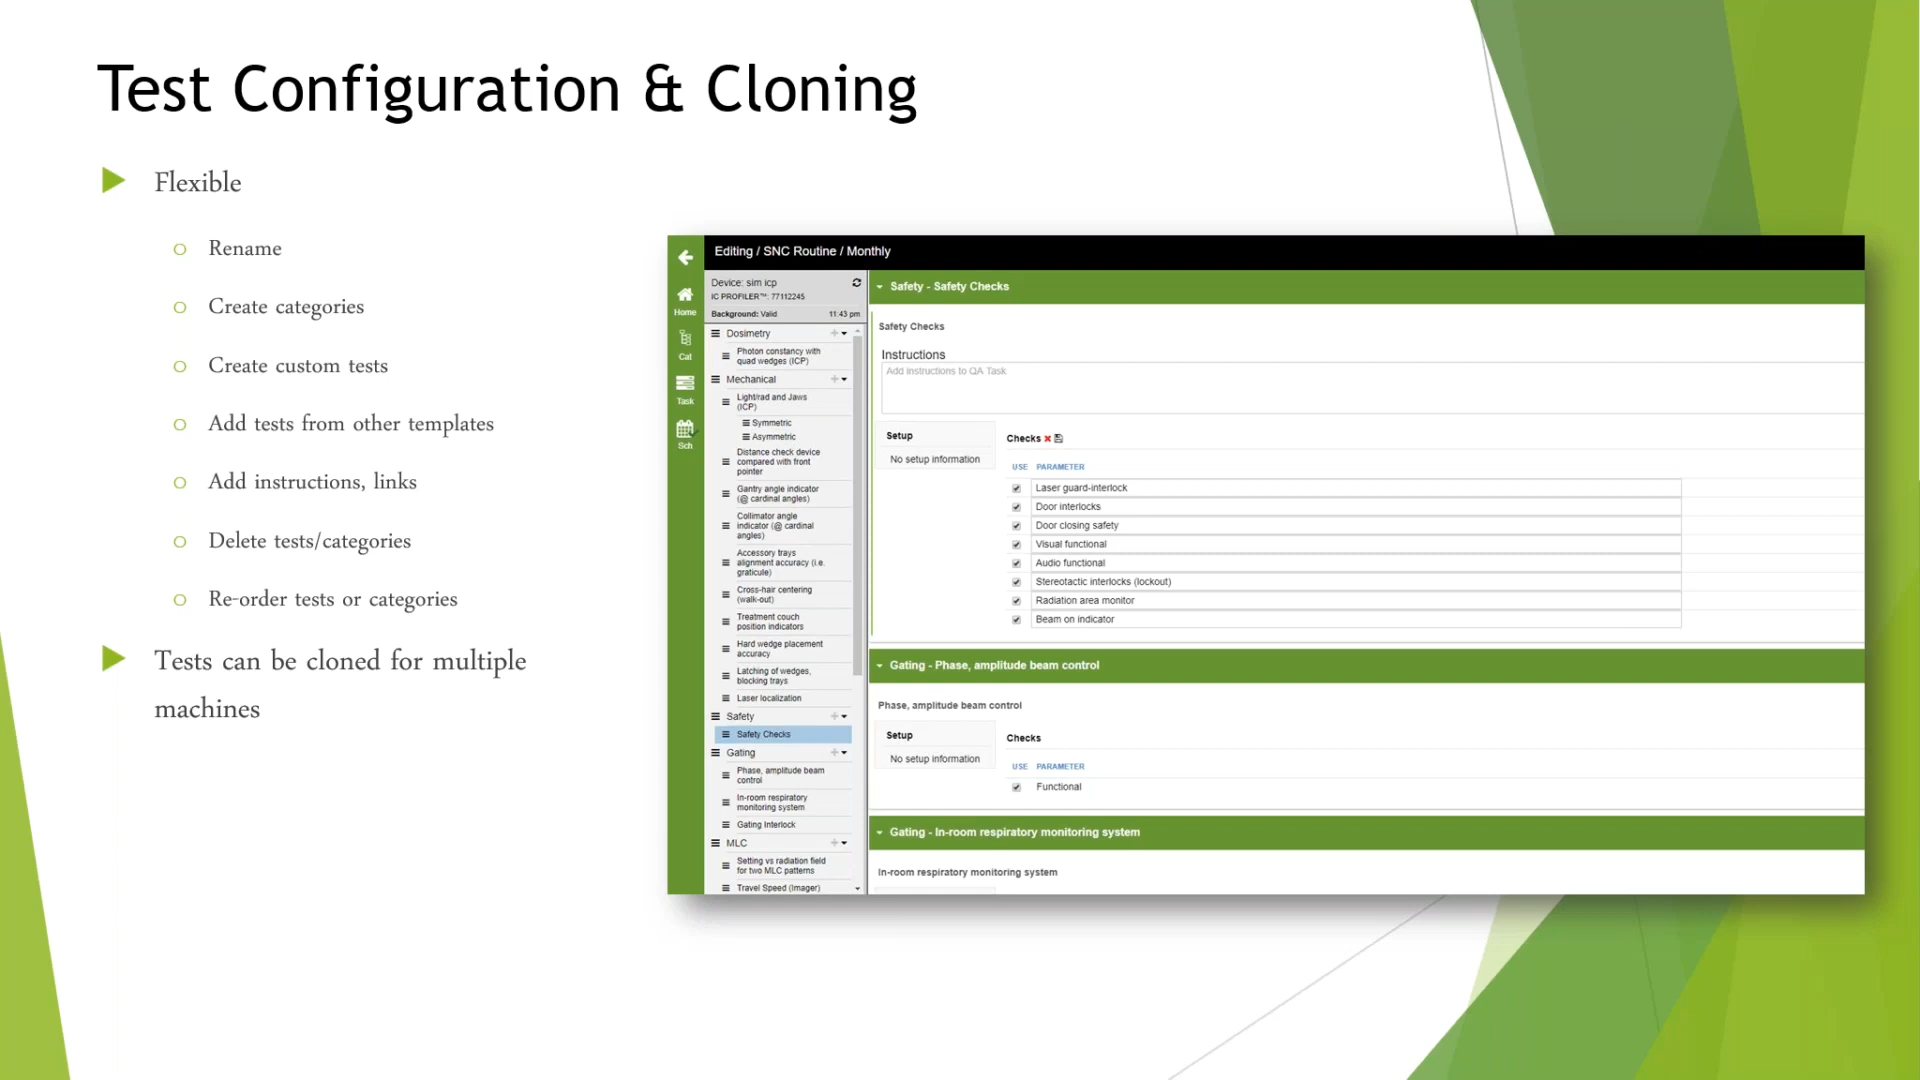 Test Configuration & Cloning
Flexible
Rename
Create categories
Create custom tests
Add tests from other templates
Add instructions, links
Delete tests/categories
Re-order tests or categories
Tests can be cloned for multiple
machines
Editing / SNC Routine / Monthly
Home
Cat
Task
Sch
Device: sim icp
IC PROFILER™: 77112245
Background: Valid 11:43 pm
Dosimetry
Photon constancy with
quad wedges (ICP)
Mechanical
Light/rad and Jaws
(ICP)
Symmetric
Asymmetric
Distance check device
compared with front
pointer
Gantry angle indicator
(@ cardinal angles)
Collimator angle
indicator (@ cardinal
angles)
Accessory trays
alignment accuracy (i.e.
graticule)
Cross-hair centering
(walk-out)
Treatment couch
position indicators
Hard wedge placement
accuracy
Latching of wedges,
blocking trays
Laser localization
Safety
Safety Checks
Gating
Phase, amplitude beam
control
In-room respiratory
monitoring system
Gating Interlock
MLC
Setting vs radiation field
for two MLC patterns
Travel Speed (Imager)
Safety - Safety Checks
Safety Checks
Instructions
Add instructions to QA Task
Setup
No setup information
Checks
USE PARAMETER
Laser guard-interlock
Door interlocks
Door closing safety
Visual functional
Audio functional
Stereotactic interlocks (lockout)
Radiation area monitor
Beam on indicator
Gating - Phase, amplitude beam control
Phase, amplitude beam control
Setup
No setup information
Checks
USE PARAMETER
Functional
Gating - In-room respiratory monitoring system
In-room respiratory monitoring system